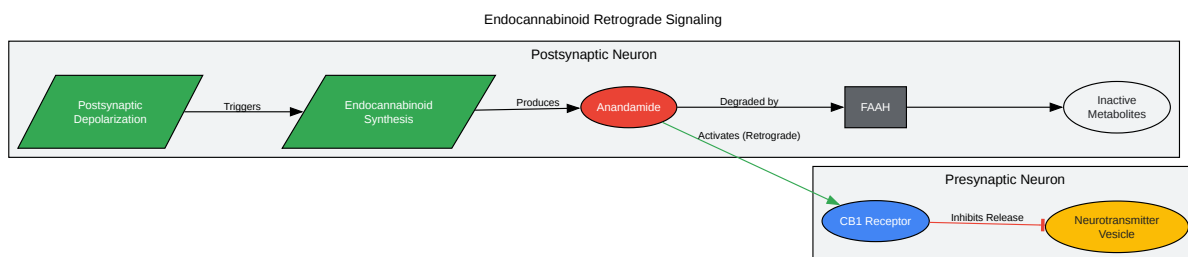 Endocannabinoid Retrograde Signaling
Postsynaptic Neuron
Postsynaptic
Depolarization
Triggers
Endocannabinoid
Synthesis
Produces
Anandamide
Degraded by
FAAH
Inactive
Metabolites
Activates (Retrograde)
Presynaptic Neuron
CB1 Receptor
Inhibits Release
Neurotransmitter
Vesicle